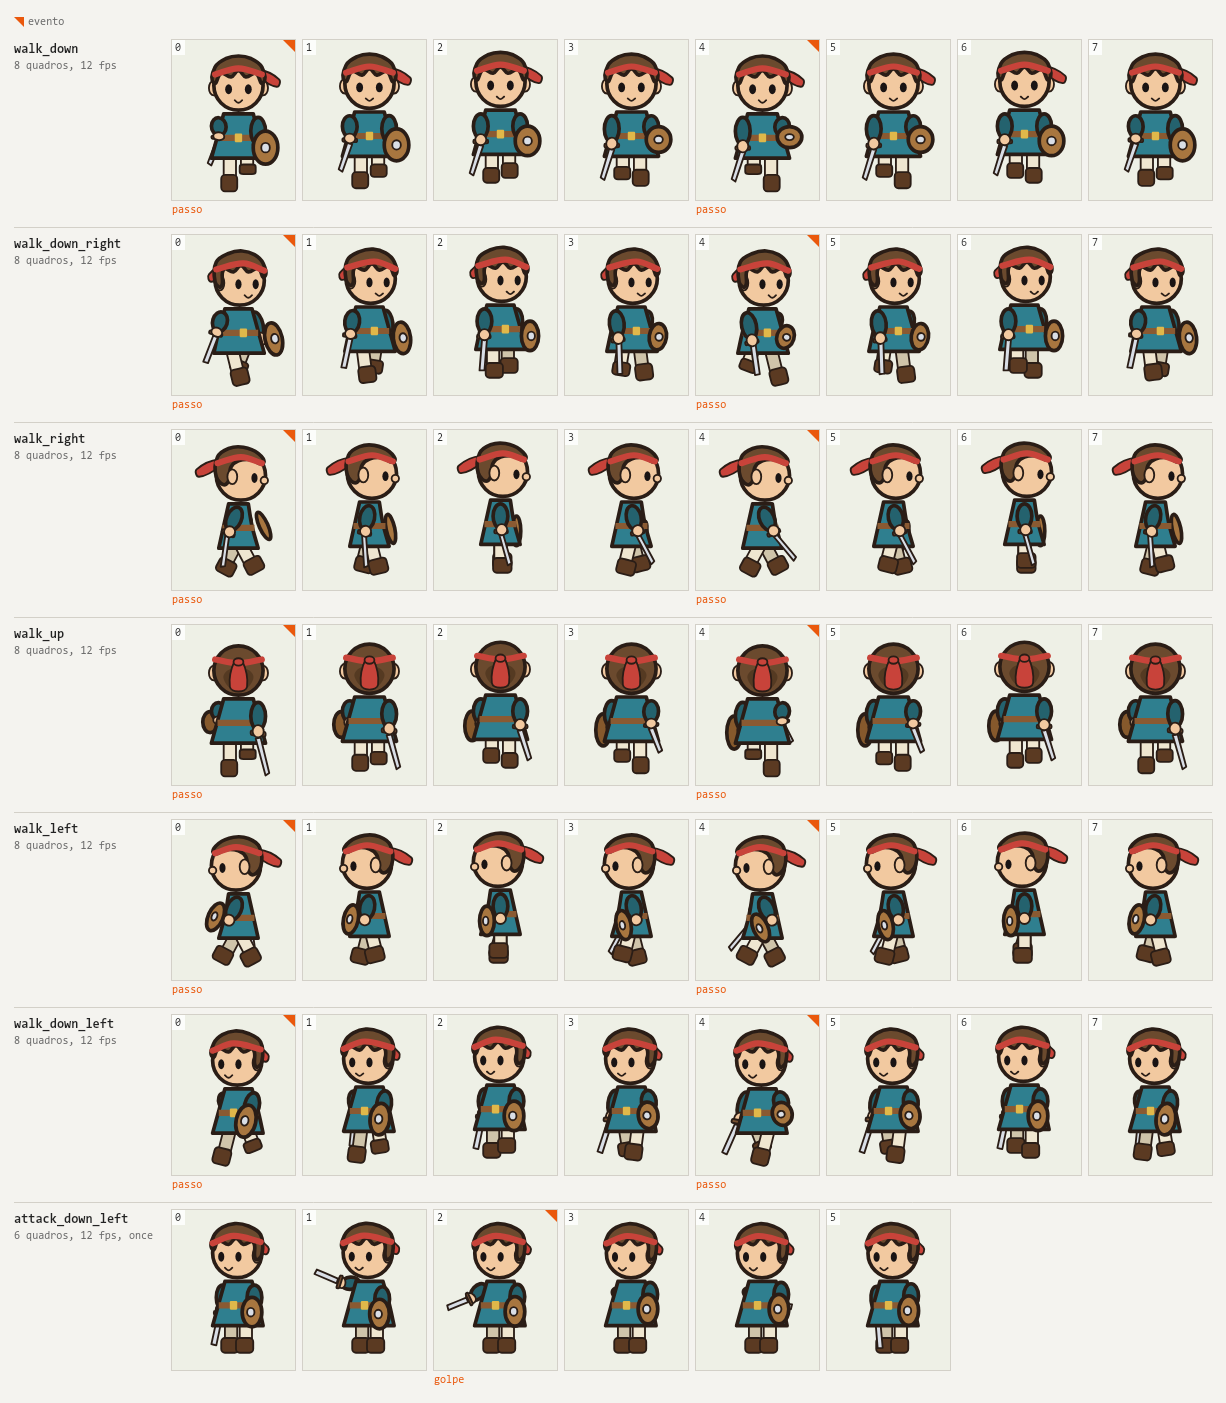 evento
walk_down
8 quadros, 12 fps
0 1 2 3 4 5 6 7
passo passo
walk_down_right
8 quadros, 12 fps
0 1 2 3 4 5 6 7
passo passo
walk_right
8 quadros, 12 fps
0 1 2 3 4 5 6 7
passo passo
walk_up
8 quadros, 12 fps
0 1 2 3 4 5 6 7
passo passo
walk_left
8 quadros, 12 fps
0 1 2 3 4 5 6 7
passo passo
walk_down_left
8 quadros, 12 fps
0 1 2 3 4 5 6 7
passo passo
attack_down_left
6 quadros, 12 fps, once
0 1 2 3 4 5
golpe